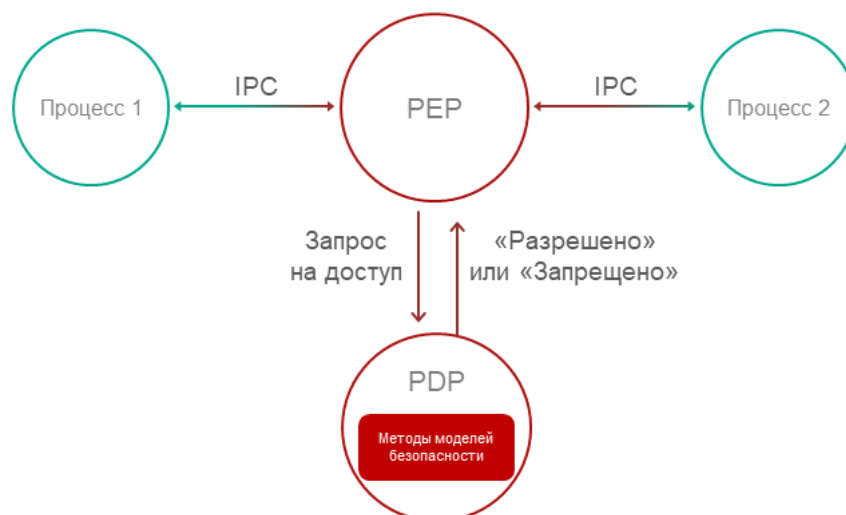 IPC
IPC
Процесс 1
PEP
Процесс 2
Запрос
на доступ
«Разрешено»
или «Запрещено»
PDP
Методы моделей
безопасности